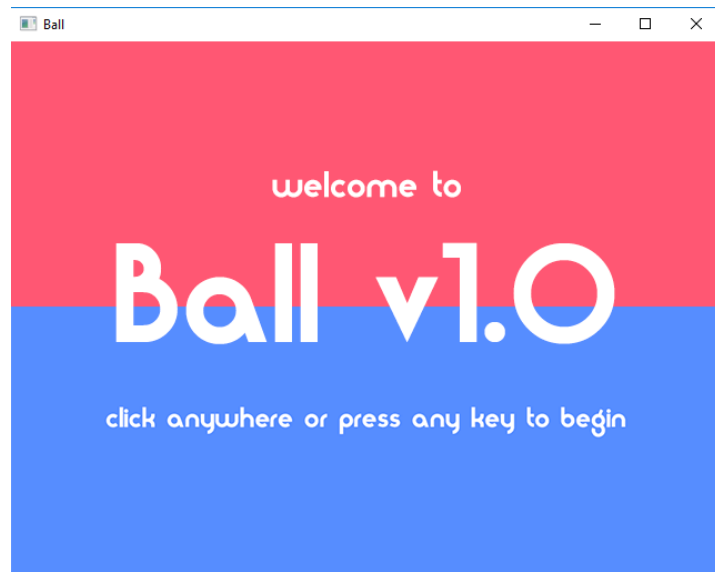 Ball
welcome to
Ball v1.0
click anywhere or press any key to begin